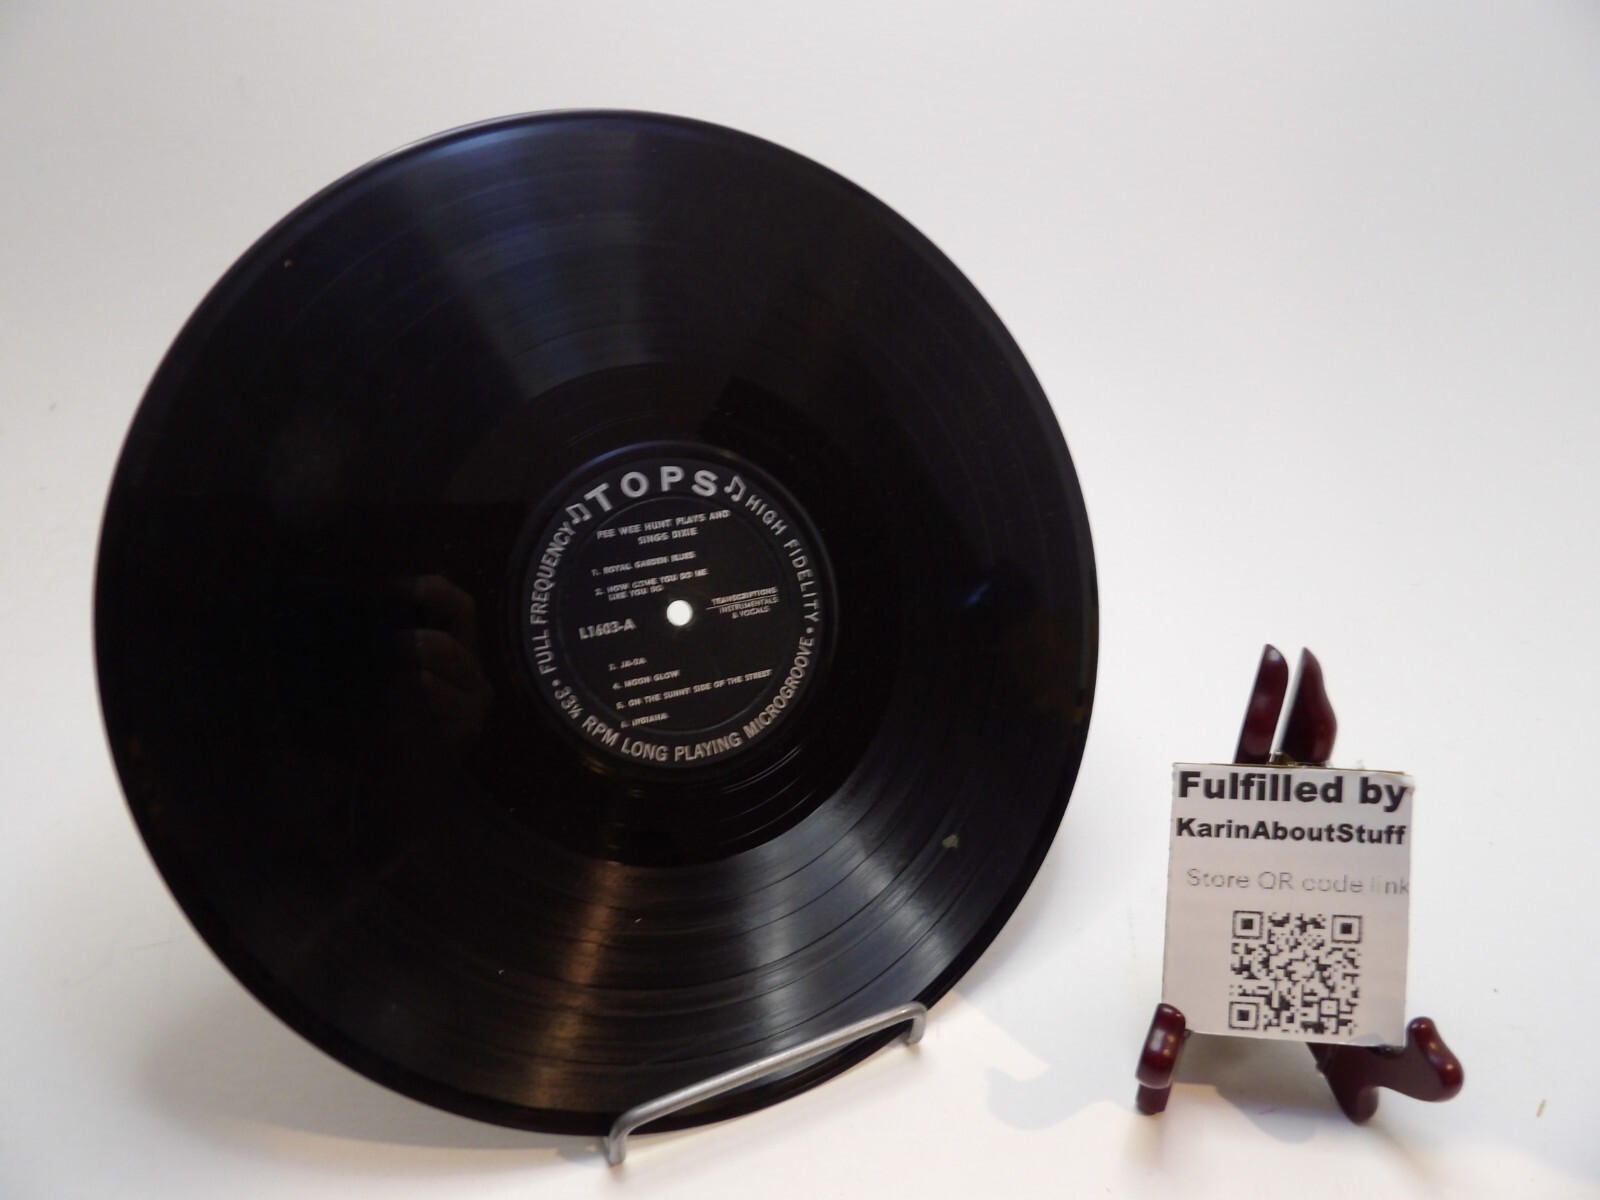 TOPS
FULL FREQUENCY
HIGH FIDELITY
PEE WEE HUNT PLAYS AND
SINGS DIXIE
1. ROYAL GARDEN BLUES
2. HOW COME YOU DO ME
LIKE YOU DO
TRANSCRIPTIONS
INSTRUMENTALS
& VOCALS
L1603-A
3. JA-DA
4. MOON GLOW
5. ON THE SUNNY SIDE OF THE STREET
6. INDIANA
33⅓ RPM LONG PLAYING MICROGROOVE
Fulfilled by
KarinAboutStuff
Store QR code link